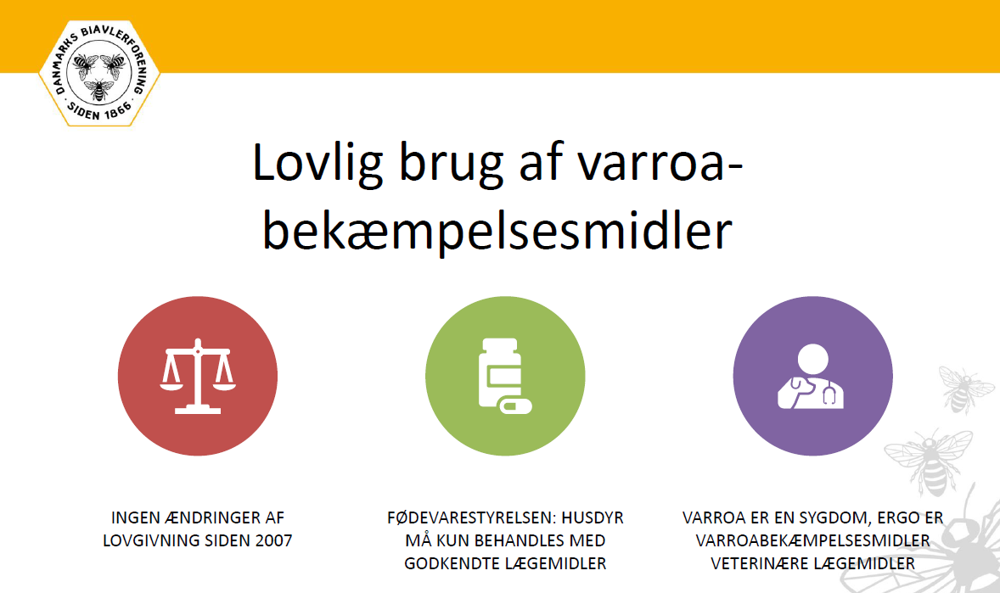 DANMARKS BIAVLERFORENING
· SIDEN 1866 ·
Lovlig brug af varroa-
bekæmpelsesmidler
INGEN ÆNDRINGER AF
LOVGIVNING SIDEN 2007
FØDEVARESTYRELSEN: HUSDYR
MÅ KUN BEHANDLES MED
GODKENDTE LÆGEMIDLER
VARROA ER EN SYGDOM, ERGO ER
VARROABEKÆMPELSESMIDLER
VETERINÆRE LÆGEMIDLER